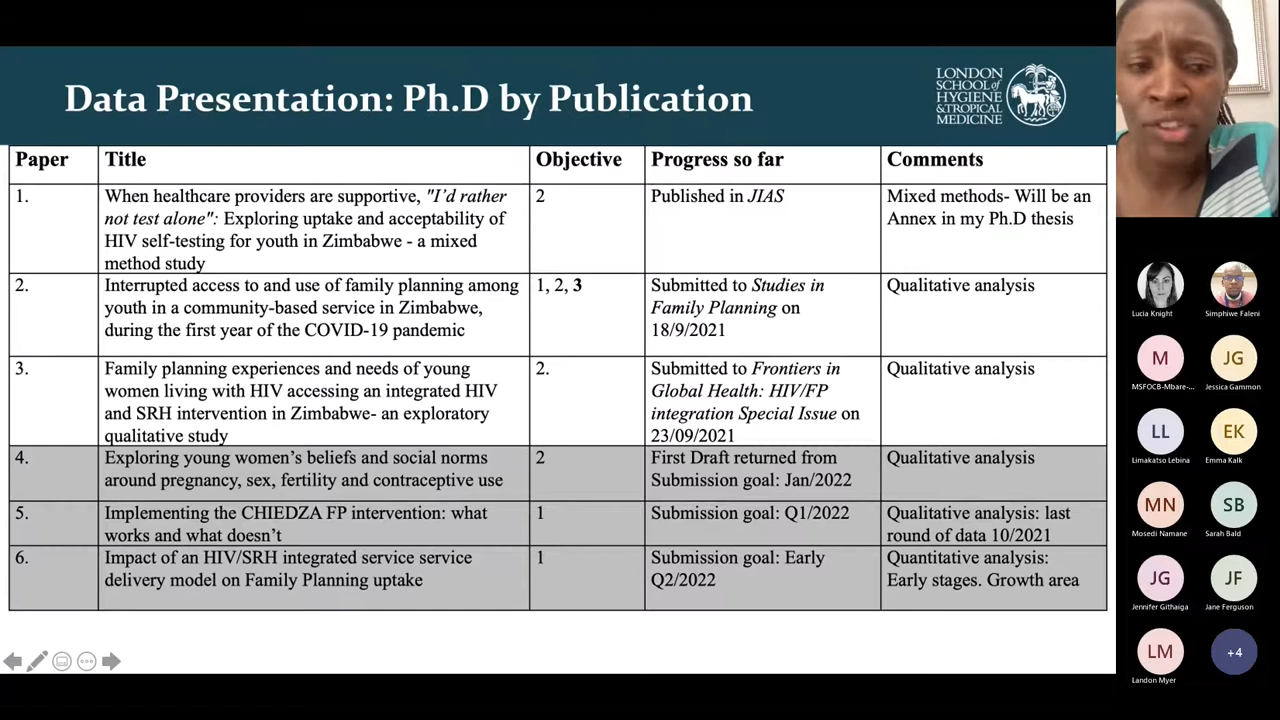 Data Presentation: Ph.D by Publication
LONDON
SCHOOL of
HYGIENE
& TROPICAL
MEDICINE
Paper Title Objective Progress so far Comments
1. When healthcare providers are supportive, "I'd rather 2 Published in JIAS Mixed methods- Will be an
not test alone": Exploring uptake and acceptability of Annex in my Ph.D thesis
HIV self-testing for youth in Zimbabwe - a mixed
method study
2. Interrupted access to and use of family planning among 1, 2, 3 Submitted to Studies in Qualitative analysis
youth in a community-based service in Zimbabwe, Family Planning on
during the first year of the COVID-19 pandemic 18/9/2021
3. Family planning experiences and needs of young 2. Submitted to Frontiers in Qualitative analysis
women living with HIV accessing an integrated HIV Global Health: HIV/FP
and SRH intervention in Zimbabwe- an exploratory integration Special Issue on
qualitative study 23/09/2021
4. Exploring young women's beliefs and social norms 2 First Draft returned from Qualitative analysis
around pregnancy, sex, fertility and contraceptive use Submission goal: Jan/2022
5. Implementing the CHIEDZA FP intervention: what 1 Submission goal: Q1/2022 Qualitative analysis: last
works and what doesn't round of data 10/2021
6. Impact of an HIV/SRH integrated service service 1 Submission goal: Early Quantitative analysis:
delivery model on Family Planning uptake Q2/2022 Early stages. Growth area
Lucia Knight Simphiwe Faleni
M JG
MSFOCB-Mbare-... Jessica Gammon
LL EK
Limakatso Lebina Emma Kalk
MN SB
Mosedi Namane Sarah Bald
JG JF
Jennifer Githaiga Jane Ferguson
LM +4
Landon Myer